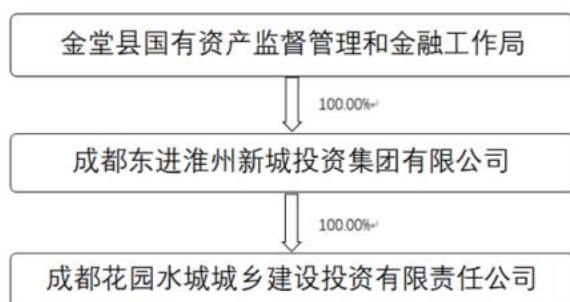 金堂县国有资产监督管理和金融工作局
100.00%↵
成都东进淮州新城投资集团有限公司
100.00%↵
成都花园水城城乡建设投资有限责任公司